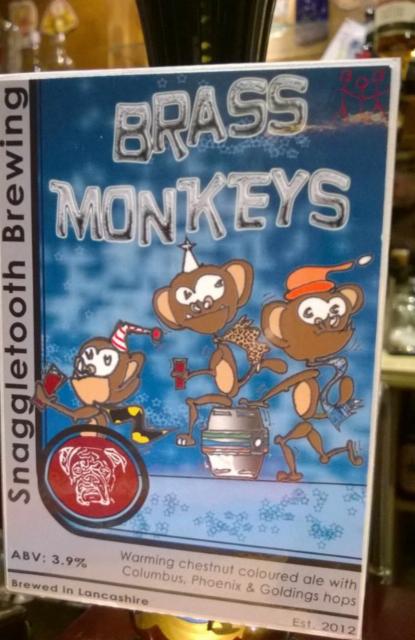 BRASS
MONKEYS
Snaggletooth Brewing
ABV: 3.9%
Warming chestnut coloured ale with
Columbus, Phoenix & Goldings hops
Brewed in Lancashire
Est. 2012